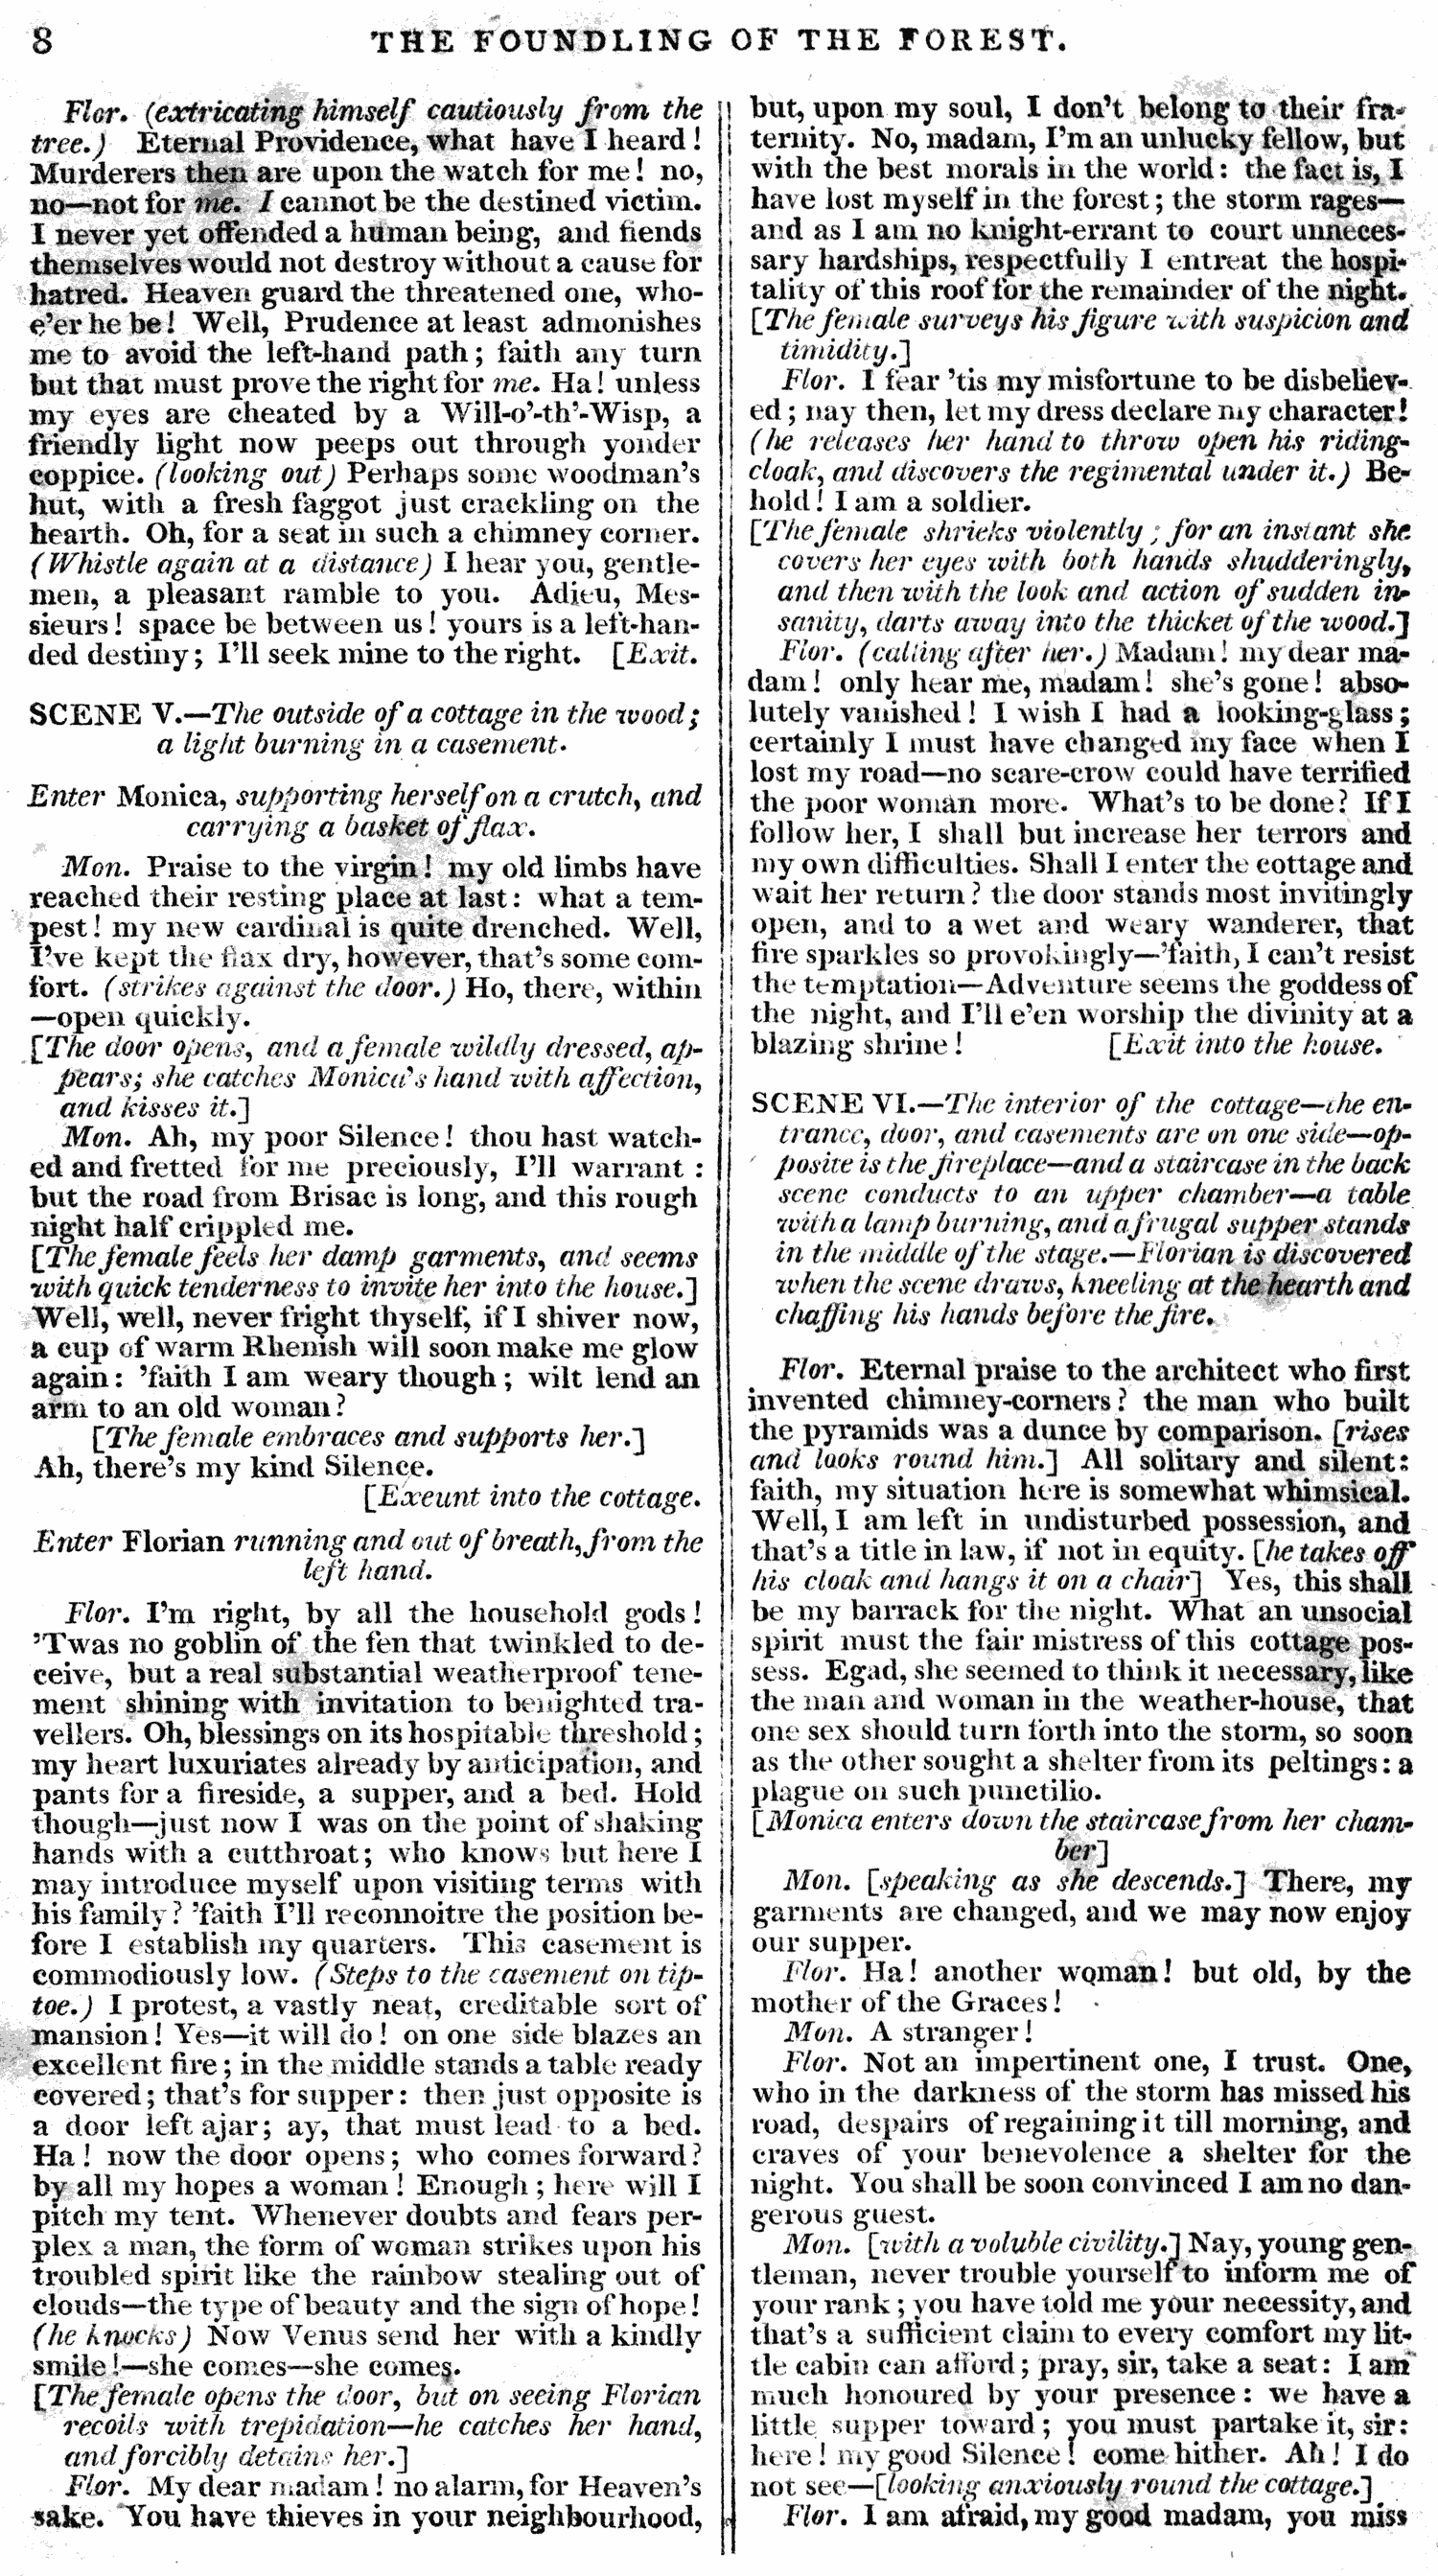 8 THE FOUNDLING OF THE FOREST.
Flor. (extricating himself cautiously from the
tree.) Eternal Providence, what have I heard!
Murderers then are upon the watch for me! no,
no—not for me. I cannot be the destined victim.
I never yet offended a human being, and fiends
themselves would not destroy without a cause for
hatred. Heaven guard the threatened one, who-
e'er he be! Well, Prudence at least admonishes
me to avoid the left-hand path; faith any turn
but that must prove the right for me. Ha! unless
my eyes are cheated by a Will-o'-th'-Wisp, a
friendly light now peeps out through yonder
coppice. (looking out) Perhaps some woodman's
hut, with a fresh faggot just crackling on the
hearth. Oh, for a seat in such a chimney corner.
(Whistle again at a distance) I hear you, gentle-
men, a pleasant ramble to you. Adieu, Mes-
sieurs! space be between us! yours is a left-han-
ded destiny; I'll seek mine to the right. [Exit.
SCENE V.—The outside of a cottage in the wood;
a light burning in a casement.
Enter Monica, supporting herself on a crutch, and
carrying a basket of flax.
Mon. Praise to the virgin! my old limbs have
reached their resting place at last: what a tem-
pest! my new cardinal is quite drenched. Well,
I've kept the flax dry, however, that's some com-
fort. (strikes against the door.) Ho, there, within
—open quickly.
[The door opens, and a female wildly dressed, ap-
pears; she catches Monica's hand with affection,
and kisses it.]
Mon. Ah, my poor Silence! thou hast watch-
ed and fretted for me preciously, I'll warrant :
but the road from Brisac is long, and this rough
night half crippled me.
[The female feels her damp garments, and seems
with quick tenderness to invite her into the house.]
Well, well, never fright thyself, if I shiver now,
a cup of warm Rhenish will soon make me glow
again: 'faith I am weary though; wilt lend an
arm to an old woman?
[The female embraces and supports her.]
Ah, there's my kind Silence.
[Exeunt into the cottage.
Enter Florian running and out of breath, from the
left hand.
Flor. I'm right, by all the household gods!
'Twas no goblin of the fen that twinkled to de-
ceive, but a real substantial weatherproof tene-
ment shining with invitation to benighted tra-
vellers. Oh, blessings on its hospitable threshold;
my heart luxuriates already by anticipation, and
pants for a fireside, a supper, and a bed. Hold
though—just now I was on the point of shaking
hands with a cutthroat; who knows but here I
may introduce myself upon visiting terms with
his family? 'faith I'll reconnoitre the position be-
fore I establish my quarters. This casement is
commodiously low. (Steps to the casement on tip-
toe.) I protest, a vastly neat, creditable sort of
mansion! Yes—it will do! on one side blazes an
excellent fire; in the middle stands a table ready
covered; that's for supper: then just opposite is
a door left ajar; ay, that must lead to a bed.
Ha! now the door opens; who comes forward?
by all my hopes a woman! Enough; here will I
pitch my tent. Whenever doubts and fears per-
plex a man, the form of woman strikes upon his
troubled spirit like the rainbow stealing out of
clouds—the type of beauty and the sign of hope!
(he knocks) Now Venus send her with a kindly
smile!—she comes—she comes.
[The female opens the door, but on seeing Florian
recoils with trepidation—he catches her hand,
and forcibly detains her.]
Flor. My dear madam! no alarm, for Heaven's
sake. You have thieves in your neighbourhood,
but, upon my soul, I don't belong to their fra-
ternity. No, madam, I'm an unlucky fellow, but
with the best morals in the world: the fact is, I
have lost myself in the forest; the storm rages—
and as I am no knight-errant to court unneces-
sary hardships, respectfully I entreat the hospi-
tality of this roof for the remainder of the night.
[The female surveys his figure with suspicion and
timidity.]
Flor. I fear 'tis my misfortune to be disbeliev-
ed; nay then, let my dress declare my character!
(he releases her hand to throw open his riding-
cloak, and discovers the regimental under it.) Be-
hold! I am a soldier.
[The female shrieks violently; for an instant she
covers her eyes with both hands shudderingly,
and then with the look and action of sudden in-
sanity, darts away into the thicket of the wood.]
Flor. (calling after her.) Madam! my dear ma-
dam! only hear me, madam! she's gone! abso-
lutely vanished! I wish I had a looking-glass;
certainly I must have changed my face when I
lost my road—no scare-crow could have terrified
the poor woman more. What's to be done? If I
follow her, I shall but increase her terrors and
my own difficulties. Shall I enter the cottage and
wait her return? the door stands most invitingly
open, and to a wet and weary wanderer, that
fire sparkles so provokingly—'faith, I can't resist
the temptation—Adventure seems the goddess of
the night, and I'll e'en worship the divinity at a
blazing shrine! [Exit into the house.
SCENE VI.—The interior of the cottage—the en-
trance, door, and casements are on one side—op-
posite is the fireplace—and a staircase in the back
scene conducts to an upper chamber—a table
with a lamp burning, and a frugal supper stands
in the middle of the stage.—Florian is discovered
when the scene draws, kneeling at the hearth and
chaffing his hands before the fire.
Flor. Eternal praise to the architect who first
invented chimney-corners? the man who built
the pyramids was a dunce by comparison. [rises
and looks round him.] All solitary and silent:
faith, my situation here is somewhat whimsical.
Well, I am left in undisturbed possession, and
that's a title in law, if not in equity. [he takes off
his cloak and hangs it on a chair] Yes, this shall
be my barrack for the night. What an unsocial
spirit must the fair mistress of this cottage pos-
sess. Egad, she seemed to think it necessary, like
the man and woman in the weather-house, that
one sex should turn forth into the storm, so soon
as the other sought a shelter from its peltings: a
plague on such punctilio.
[Monica enters down the staircase from her cham-
ber]
Mon. [speaking as she descends.] There, my
garments are changed, and we may now enjoy
our supper.
Flor. Ha! another woman! but old, by the
mother of the Graces!
Mon. A stranger!
Flor. Not an impertinent one, I trust. One,
who in the darkness of the storm has missed his
road, despairs of regaining it till morning, and
craves of your benevolence a shelter for the
night. You shall be soon convinced I am no dan-
gerous guest.
Mon. [with a voluble civility.] Nay, young gen-
tleman, never trouble yourself to inform me of
your rank; you have told me your necessity, and
that's a sufficient claim to every comfort my lit-
tle cabin can afford; pray, sir, take a seat: I am
much honoured by your presence: we have a
little supper toward; you must partake it, sir:
here! my good Silence! come hither. Ah! I do
not see—[looking anxiously round the cottage.]
Flor. I am afraid, my good madam, you miss